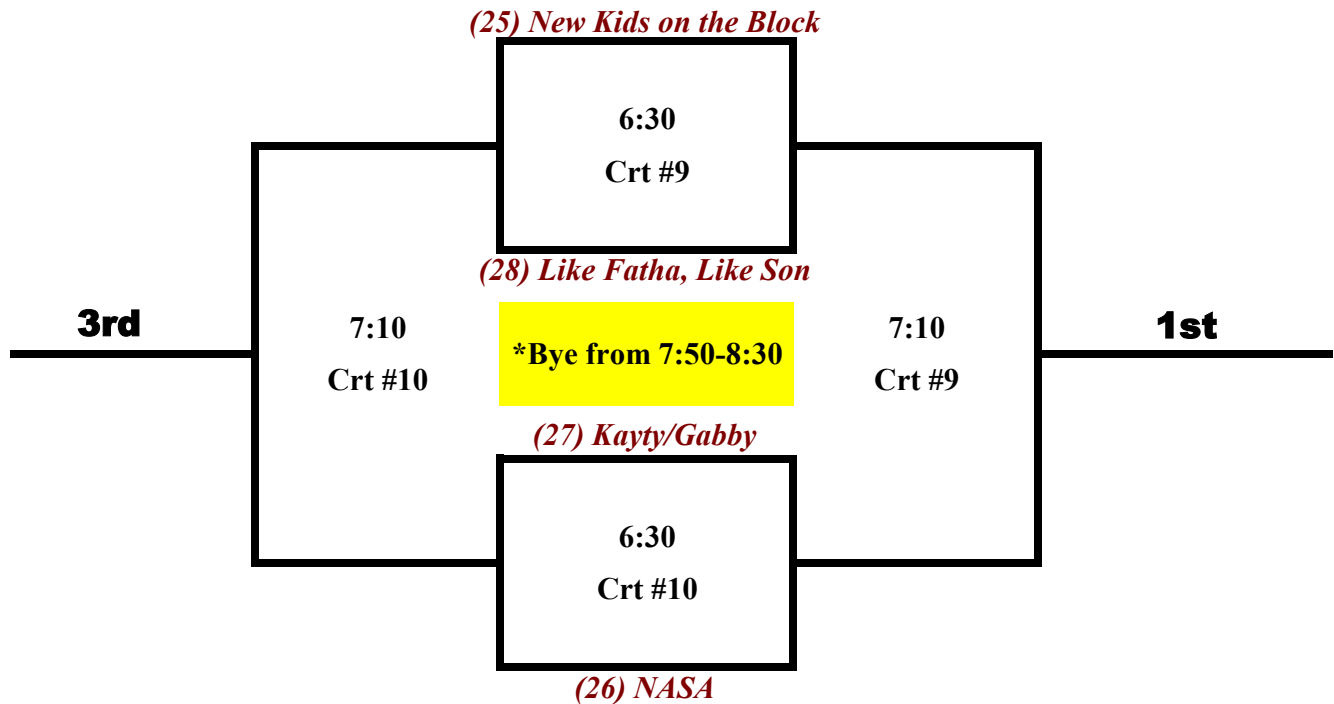 (25) New Kids on the Block
6:30
Crt #9
(28) Like Fatha, Like Son
3rd
7:10
Crt #10
*Bye from 7:50-8:30
7:10
Crt #9
1st
(27) Kayty/Gabby
6:30
Crt #10
(26) NASA